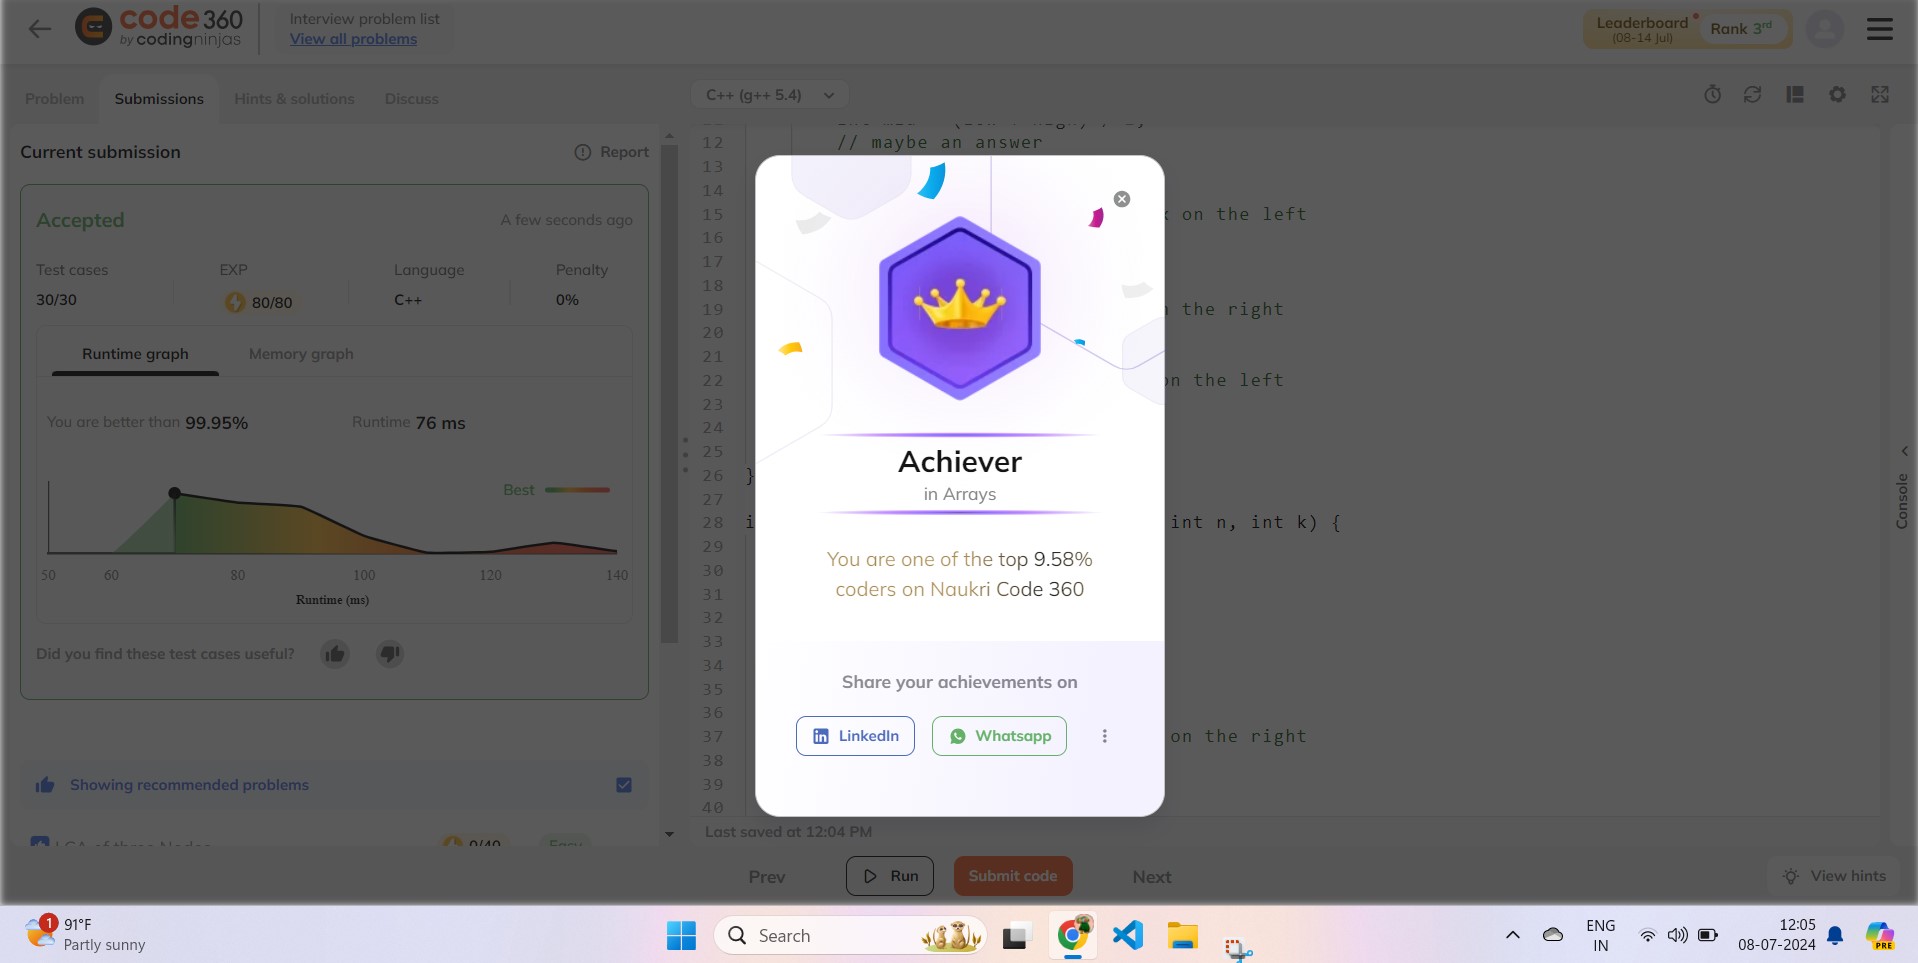 code 360
by codingninjas
Interview problem list
View all problems
Leaderboard
(08-14 Jul)
Rank 3rd
Problem
Submissions
Hints & solutions
Discuss
Current submission
Report
Accepted
A few seconds ago
Test cases
EXP
Language
Penalty
30/30
80/80
C++
0%
Runtime graph
Memory graph
You are better than 99.95%
Runtime 76 ms
Best
50
60
80
100
120
140
Runtime (ms)
Did you find these test cases useful?
Showing recommended problems
C++ (g++ 5.4)
12 // maybe an answer
13
14
15 on the left
16
17
18
19 the right
20
21
22 on the left
23
24
25
26 }
27
28 int n, int k) {
29
30
31
32
33
34
35
36
37 on the right
38
39
40
Last saved at 12:04 PM
Console
Achiever
in Arrays
You are one of the top 9.58%
coders on Naukri Code 360
Share your achievements on
LinkedIn
Whatsapp
Prev
Run
Submit code
Next
View hints
1
91°F
Partly sunny
Search
ENG
IN
12:05
08-07-2024
PRE